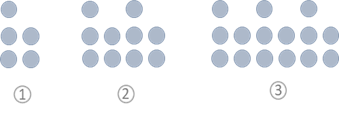 ① ② ③